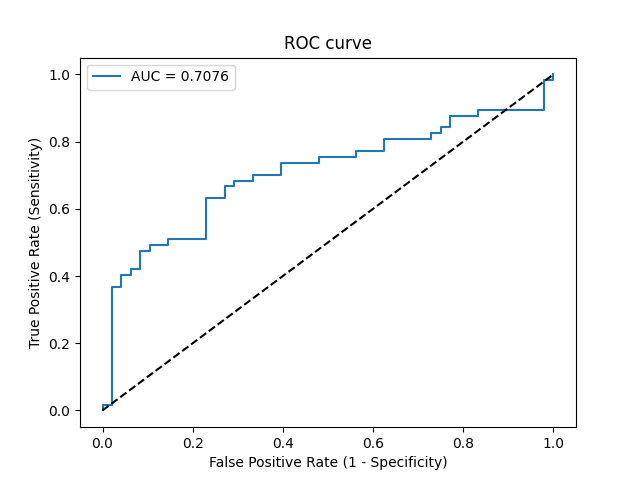 ROC curve
AUC = 0.7076
True Positive Rate (Sensitivity)
1.0
0.8
0.6
0.4
0.2
0.0
0.0 0.2 0.4 0.6 0.8 1.0
False Positive Rate (1 - Specificity)